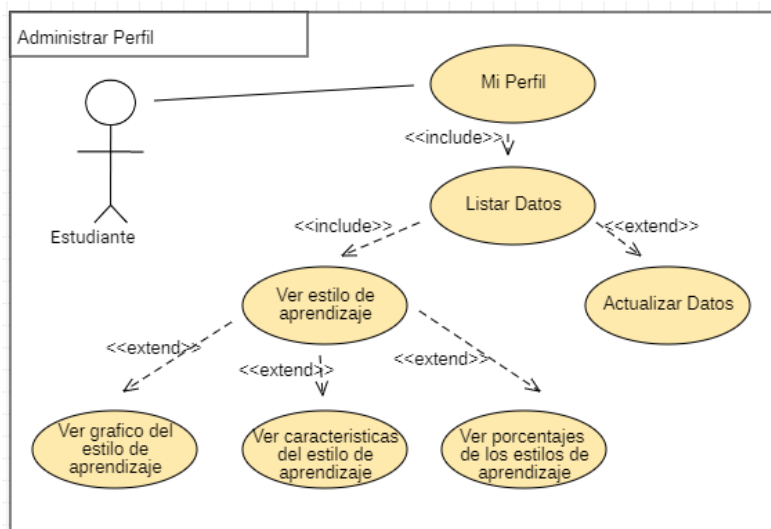 Administrar Perfil
Mi Perfil
<<include>>
Listar Datos
<<include>>
<<extend>>
Estudiante
Ver estilo de
aprendizaje
Actualizar Datos
<<extend>>
<<extend>>
<<extend>>
Ver grafico del
estilo de
aprendizaje
Ver caracteristicas
del estilo de
aprendizaje
Ver porcentajes
de los estilos de
aprendizaje